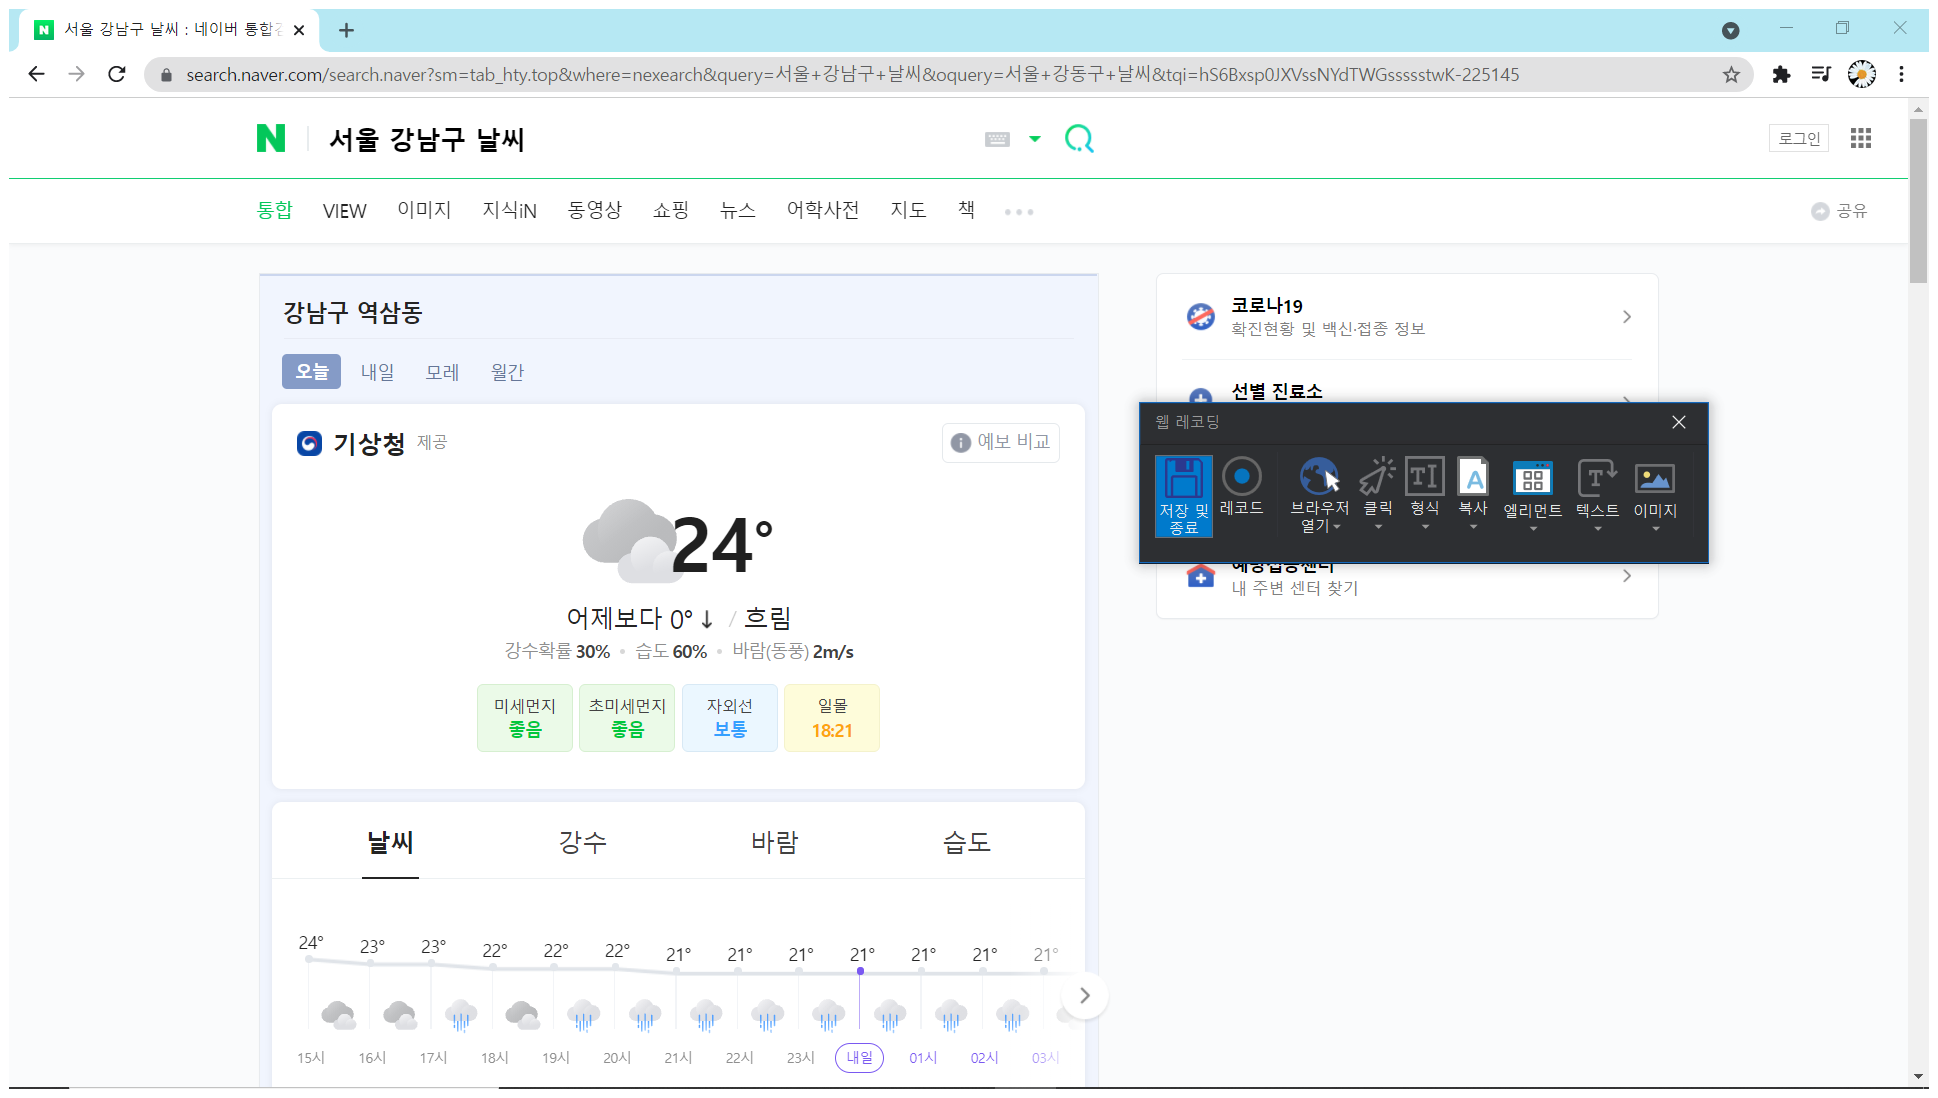 서울 강남구 날씨 : 네이버 통합
search.naver.com/search.naver?sm=tab_hty.top&where=nexearch&query=서울+강남구+날씨&oquery=서울+강동구+날씨&tqi=hS6Bxsp0JXVssNYdTWGssssstwK-225145
N 서울 강남구 날씨
로그인
통합 VIEW 이미지 지식iN 동영상 쇼핑 뉴스 어학사전 지도 책
공유
강남구 역삼동
오늘 내일 모레 월간
기상청 제공
예보 비교
24°
어제보다 0° ↓ / 흐림
강수확률 30% • 습도 60% • 바람(동풍) 2m/s
미세먼지 초미세먼지 자외선 일몰
좋음 좋음 보통 18:21
날씨 강수 바람 습도
24° 23° 23° 22° 22° 22° 21° 21° 21° 21° 21° 21° 21°
15시 16시 17시 18시 19시 20시 21시 22시 23시 내일 01시 02시 03시
코로나19
확진현황 및 백신·접종 정보
선별 진료소
웹 레코딩
저장 및 종료
레코드
브라우저 열기
클릭
형식
복사
엘리먼트
텍스트
이미지
예방접종센터
내 주변 센터 찾기